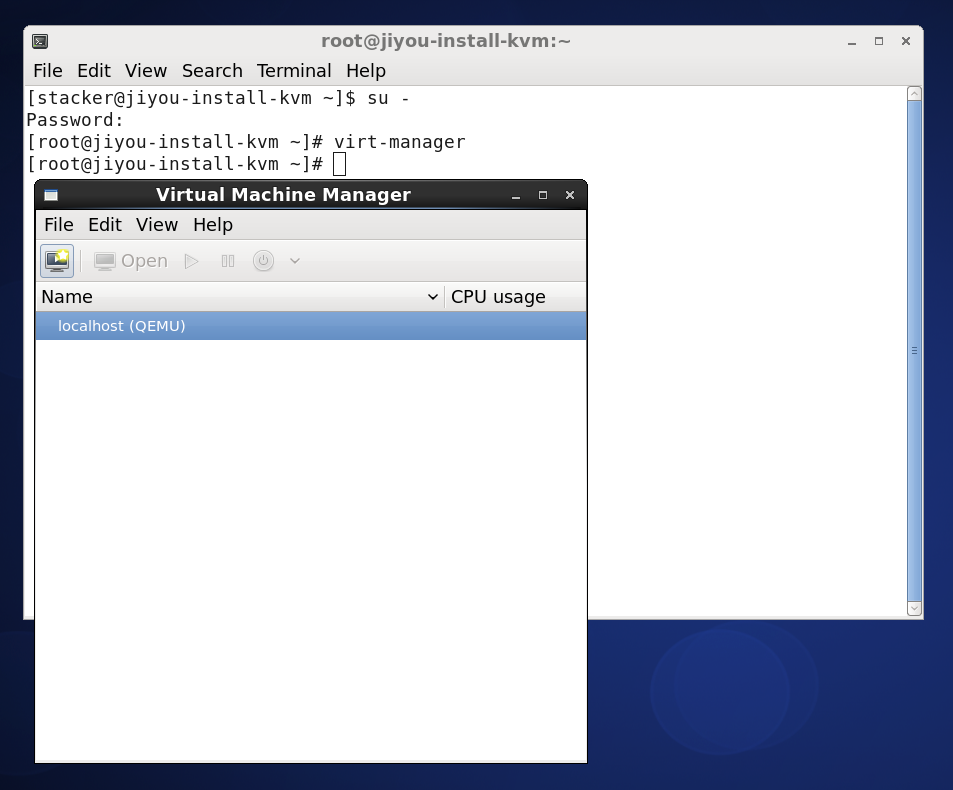 root@jiyou-install-kvm:~
File Edit View Search Terminal Help
[stacker@jiyou-install-kvm ~]$ su -
Password:
[root@jiyou-install-kvm ~]# virt-manager
[root@jiyou-install-kvm ~]#
Virtual Machine Manager
File Edit View Help
Open
Name CPU usage
localhost (QEMU)